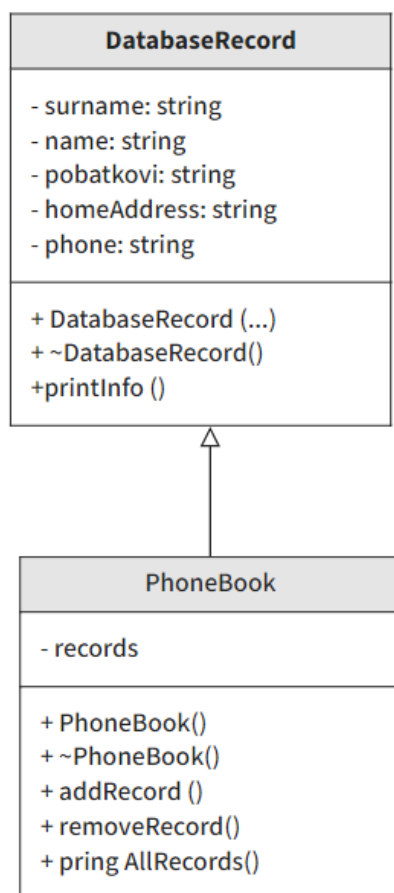 DatabaseRecord
- surname: string
- name: string
- pobatkovi: string
- homeAddress: string
- phone: string
+ DatabaseRecord (...)
+ ~DatabaseRecord()
+printInfo ()
PhoneBook
- records
+ PhoneBook()
+ ~PhoneBook()
+ addRecord ()
+ removeRecord()
+ pring AllRecords()